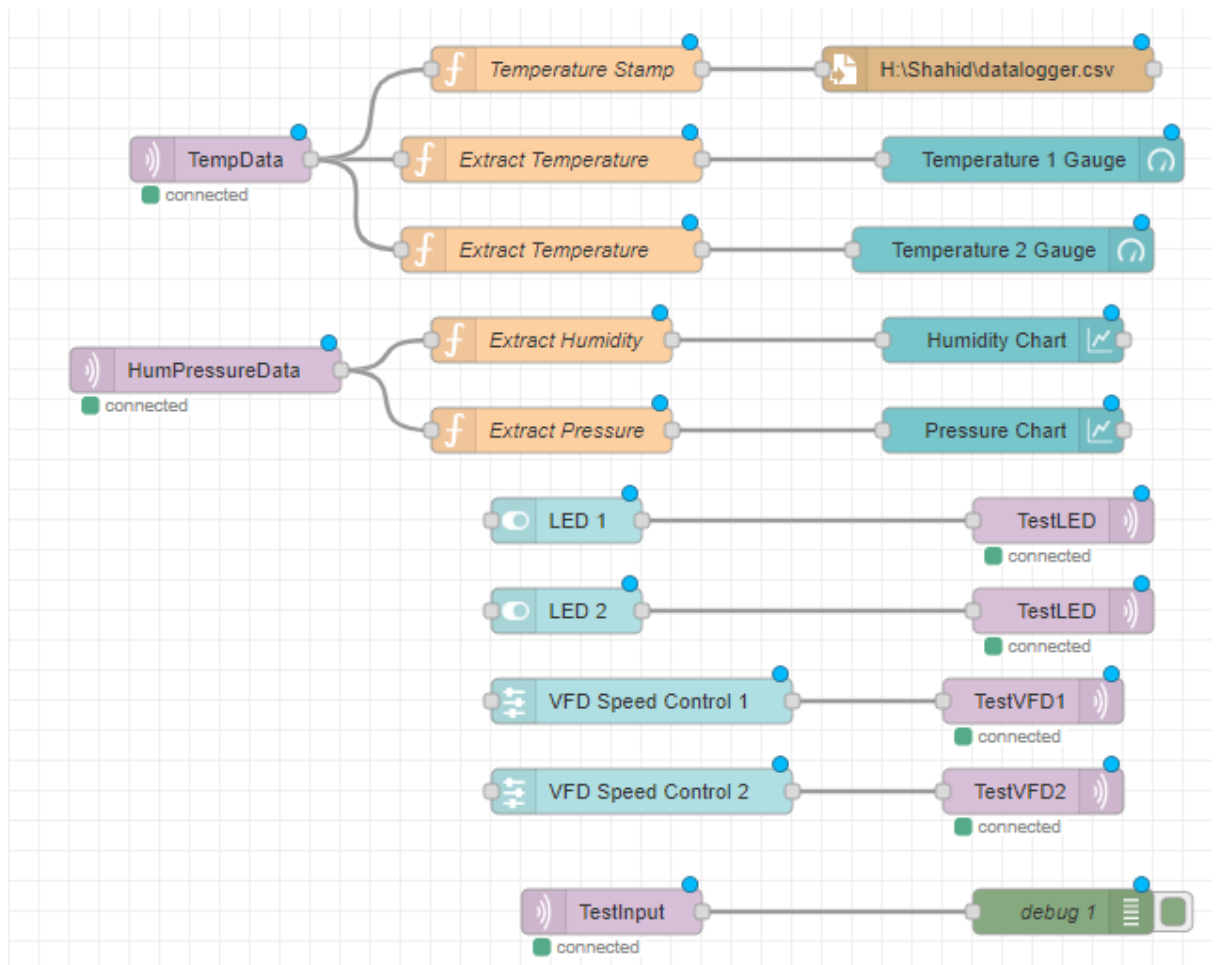 Temperature Stamp
H:\Shahid\datalogger.csv
TempData
connected
Extract Temperature
Temperature 1 Gauge
Extract Temperature
Temperature 2 Gauge
Extract Humidity
Humidity Chart
HumPressureData
connected
Extract Pressure
Pressure Chart
LED 1
TestLED
connected
LED 2
TestLED
connected
VFD Speed Control 1
TestVFD1
connected
VFD Speed Control 2
TestVFD2
connected
TestInput
connected
debug 1